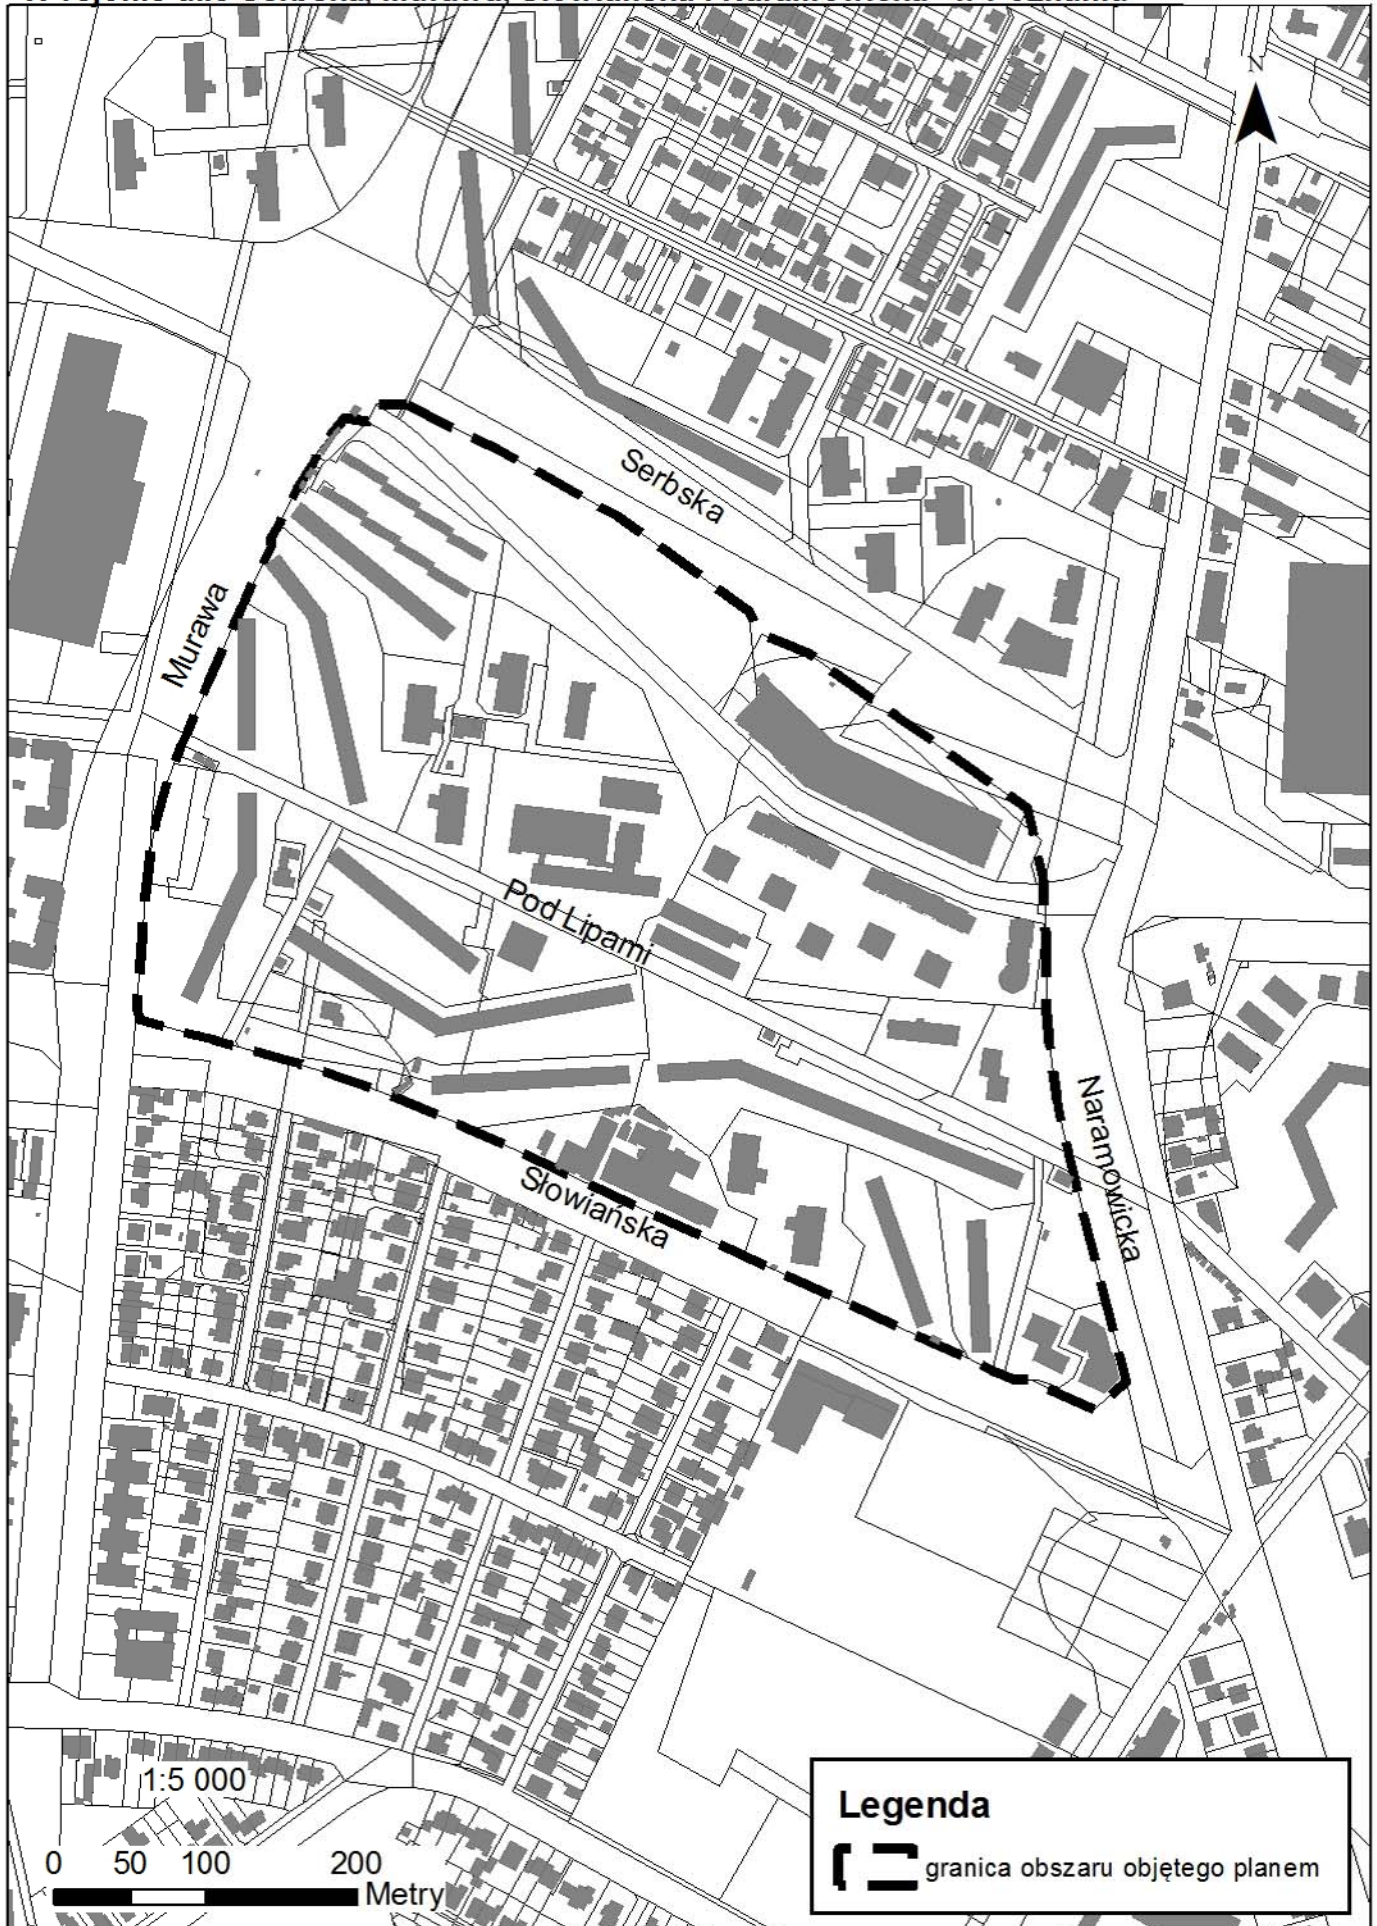 N
Serbska
Murawa
Pod Lipami
Naramowicka
Słowiańska
1:5 000
0 50 100 200
Metry
Legenda
granica obszaru objętego planem